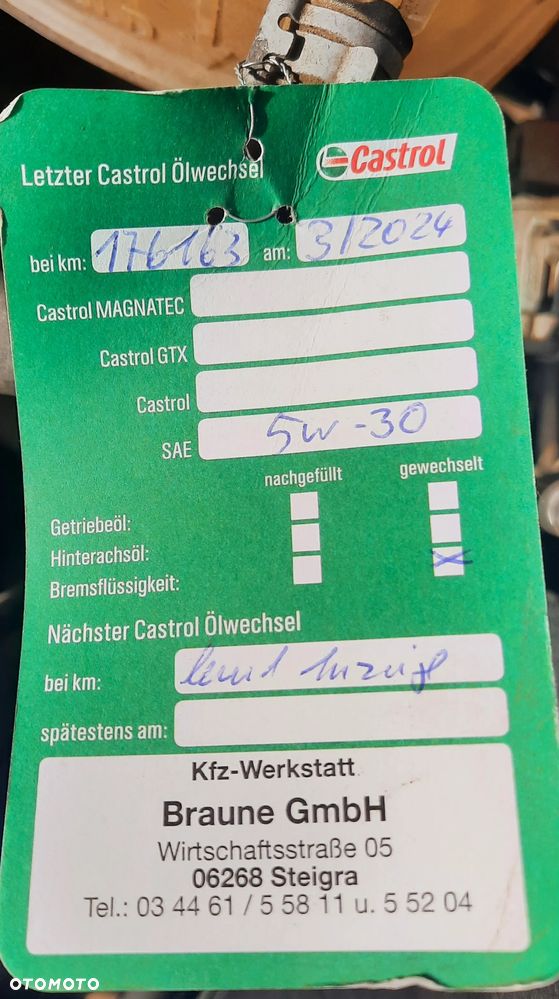 Letzter Castrol Ölwechsel
Castrol
bei km: 176163 am: 3/2024
Castrol MAGNATEC
Castrol GTX
Castrol
SAE 5W-30
nachgefüllt gewechselt
Getriebeöl:
Hinterachsöl:
Bremsflüssigkeit: X
Nächster Castrol Ölwechsel
bei km: laut Anzeige
spätestens am:
Kfz-Werkstatt
Braune GmbH
Wirtschaftsstraße 05
06268 Steigra
Tel.: 03 44 61 / 5 58 11 u. 5 52 04
OTOMOTO